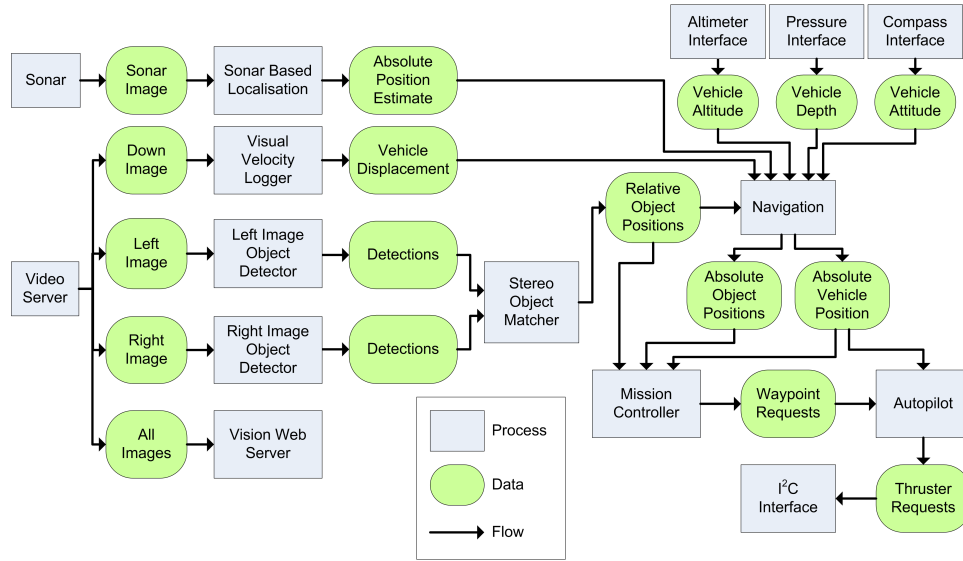 Altimeter
Interface
Pressure
Interface
Compass
Interface
Sonar
Sonar
Image
Sonar Based
Localisation
Absolute
Position
Estimate
Vehicle
Altitude
Vehicle
Depth
Vehicle
Attitude
Down
Image
Visual
Velocity
Logger
Vehicle
Displacement
Relative
Object
Positions
Navigation
Video
Server
Left
Image
Left Image
Object
Detector
Detections
Stereo
Object
Matcher
Absolute
Object
Positions
Absolute
Vehicle
Position
Right
Image
Right Image
Object
Detector
Detections
Mission
Controller
Waypoint
Requests
Autopilot
All
Images
Vision Web
Server
Process
Data
Flow
I²C
Interface
Thruster
Requests